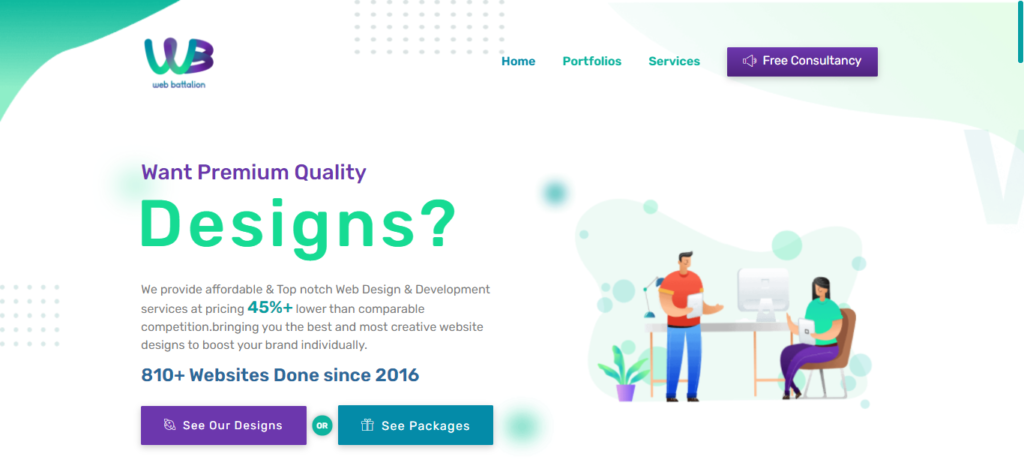 WB
web battalion
Home Portfolios Services Free Consultancy
Want Premium Quality
Designs?
We provide affordable & Top notch Web Design & Development
services at pricing 45%+ lower than comparable
competition.bringing you the best and most creative website
designs to boost your brand individually.
810+ Websites Done since 2016
See Our Designs OR See Packages
W